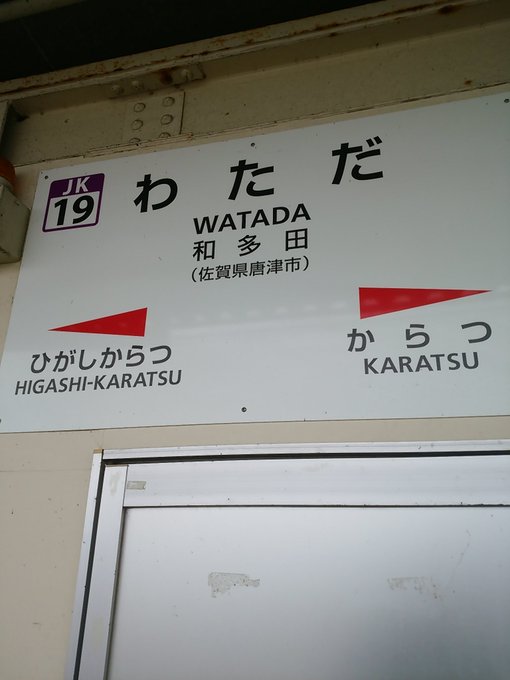 JK
19
わただ
WATADA
和多田
(佐賀県唐津市)
ひがしからつ
HIGASHI-KARATSU
からつ
KARATSU